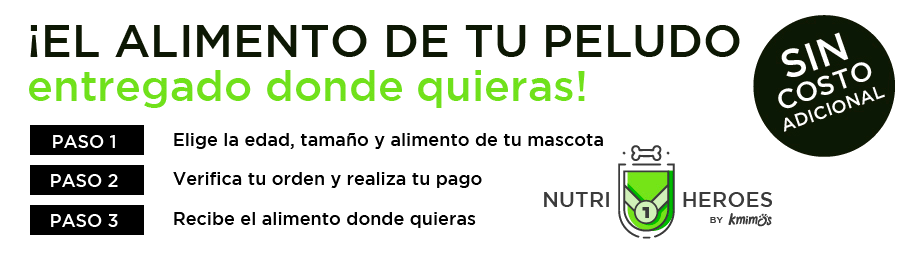 ¡EL ALIMENTO DE TU PELUDO
entregado donde quieras!
SIN
COSTO
ADICIONAL
PASO 1 Elige la edad, tamaño y alimento de tu mascota
PASO 2 Verifica tu orden y realiza tu pago
PASO 3 Recibe el alimento donde quieras
NUTRI 1 HEROES
BY kmimos